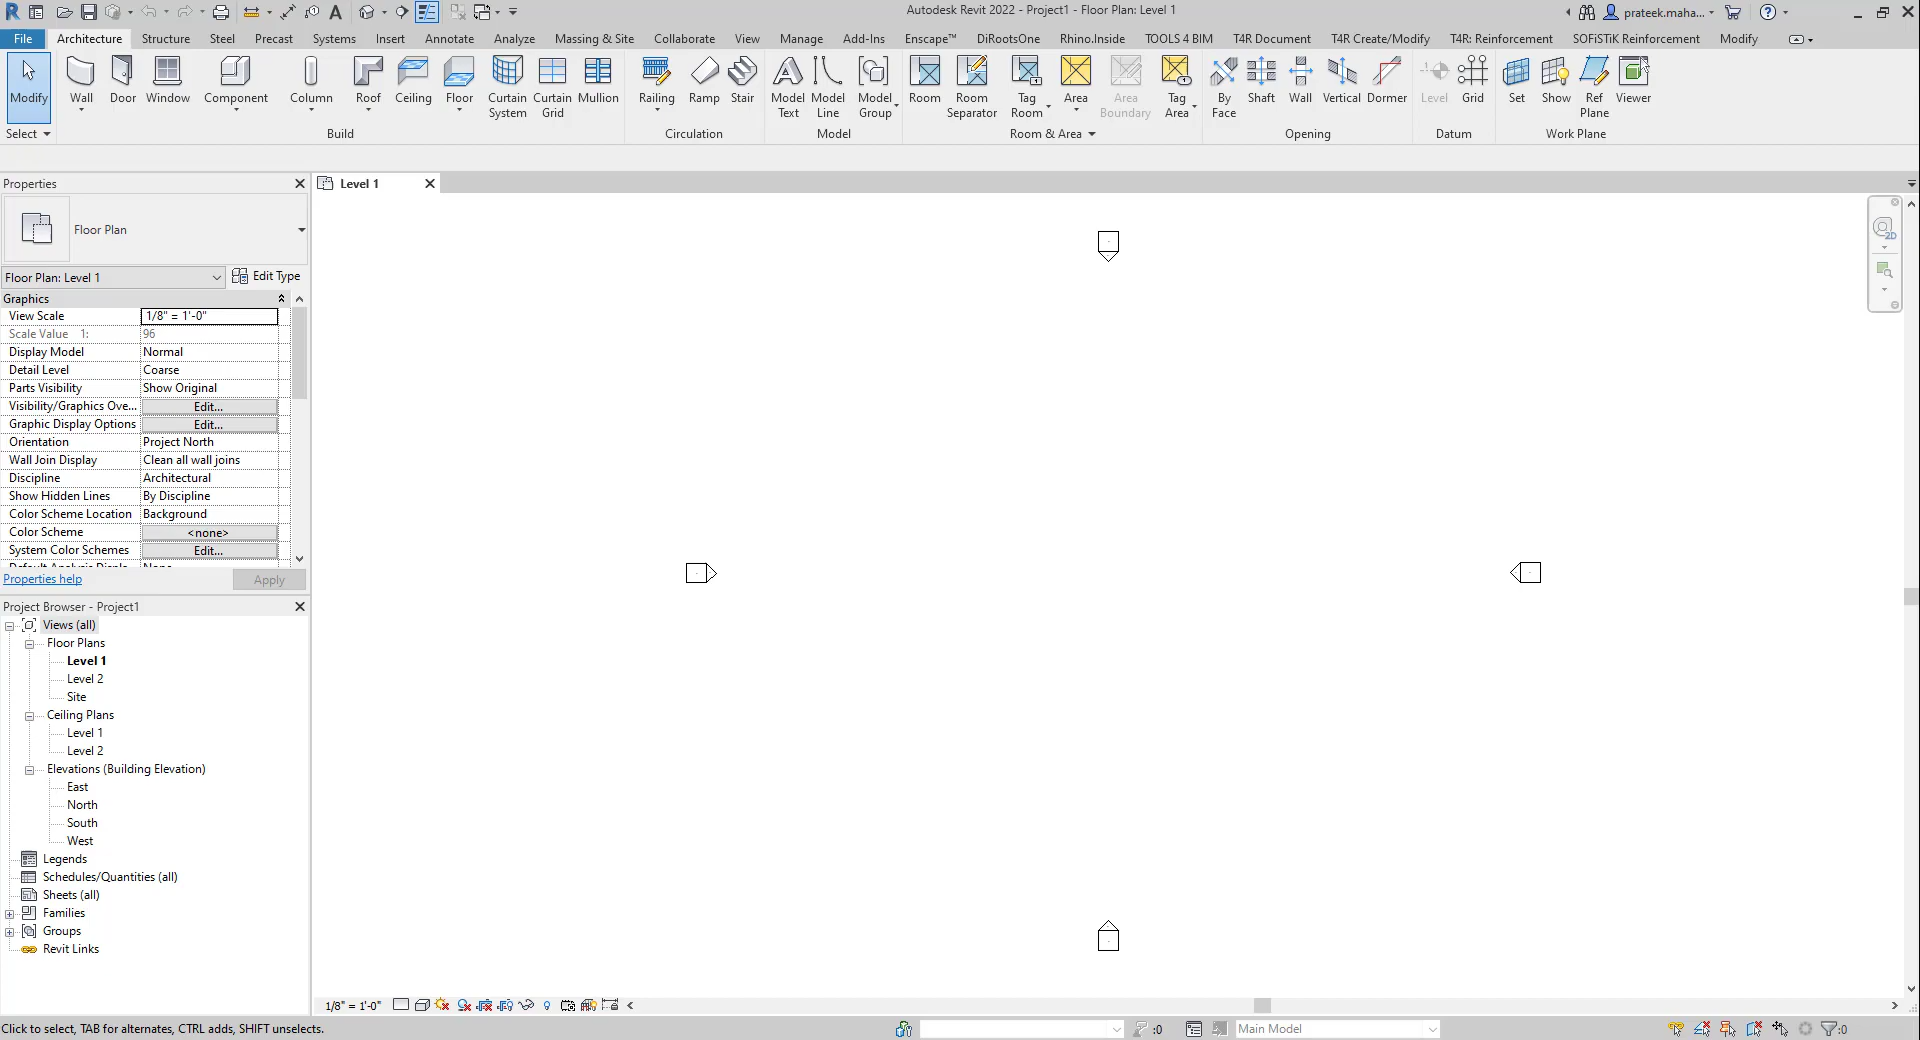 Autodesk Revit 2022 - Project1 - Floor Plan: Level 1
prateek.maha...
File Architecture Structure Steel Precast Systems Insert Annotate Analyze Massing & Site Collaborate View Manage Add-Ins Enscape™ DiRootsOne Rhino.Inside TOOLS 4 BIM T4R Document T4R Create/Modify T4R: Reinforcement SOFiSTiK Reinforcement Modify
Modify Wall Door Window Component Column Roof Ceiling Floor Curtain System Curtain Grid Mullion Railing Ramp Stair Model Text Model Line Model Group Room Room Separator Tag Room Area Area Boundary Tag Area By Face Shaft Wall Vertical Dormer Level Grid Set Show Ref Plane Viewer
Select Build Circulation Model Room & Area Opening Datum Work Plane
Properties
Level 1
Floor Plan
Floor Plan: Level 1 Edit Type
Graphics
View Scale 1/8" = 1'-0"
Scale Value 1: 96
Display Model Normal
Detail Level Coarse
Parts Visibility Show Original
Visibility/Graphics Ove... Edit...
Graphic Display Options Edit...
Orientation Project North
Wall Join Display Clean all wall joins
Discipline Architectural
Show Hidden Lines By Discipline
Color Scheme Location Background
Color Scheme <none>
System Color Schemes Edit...
Properties help Apply
Project Browser - Project1
Views (all)
Floor Plans
Level 1
Level 2
Site
Ceiling Plans
Level 1
Level 2
Elevations (Building Elevation)
East
North
South
West
Legends
Schedules/Quantities (all)
Sheets (all)
Families
Groups
Revit Links
2D
1/8" = 1'-0"
Click to select, TAB for alternates, CTRL adds, SHIFT unselects.
:0
Main Model
:0